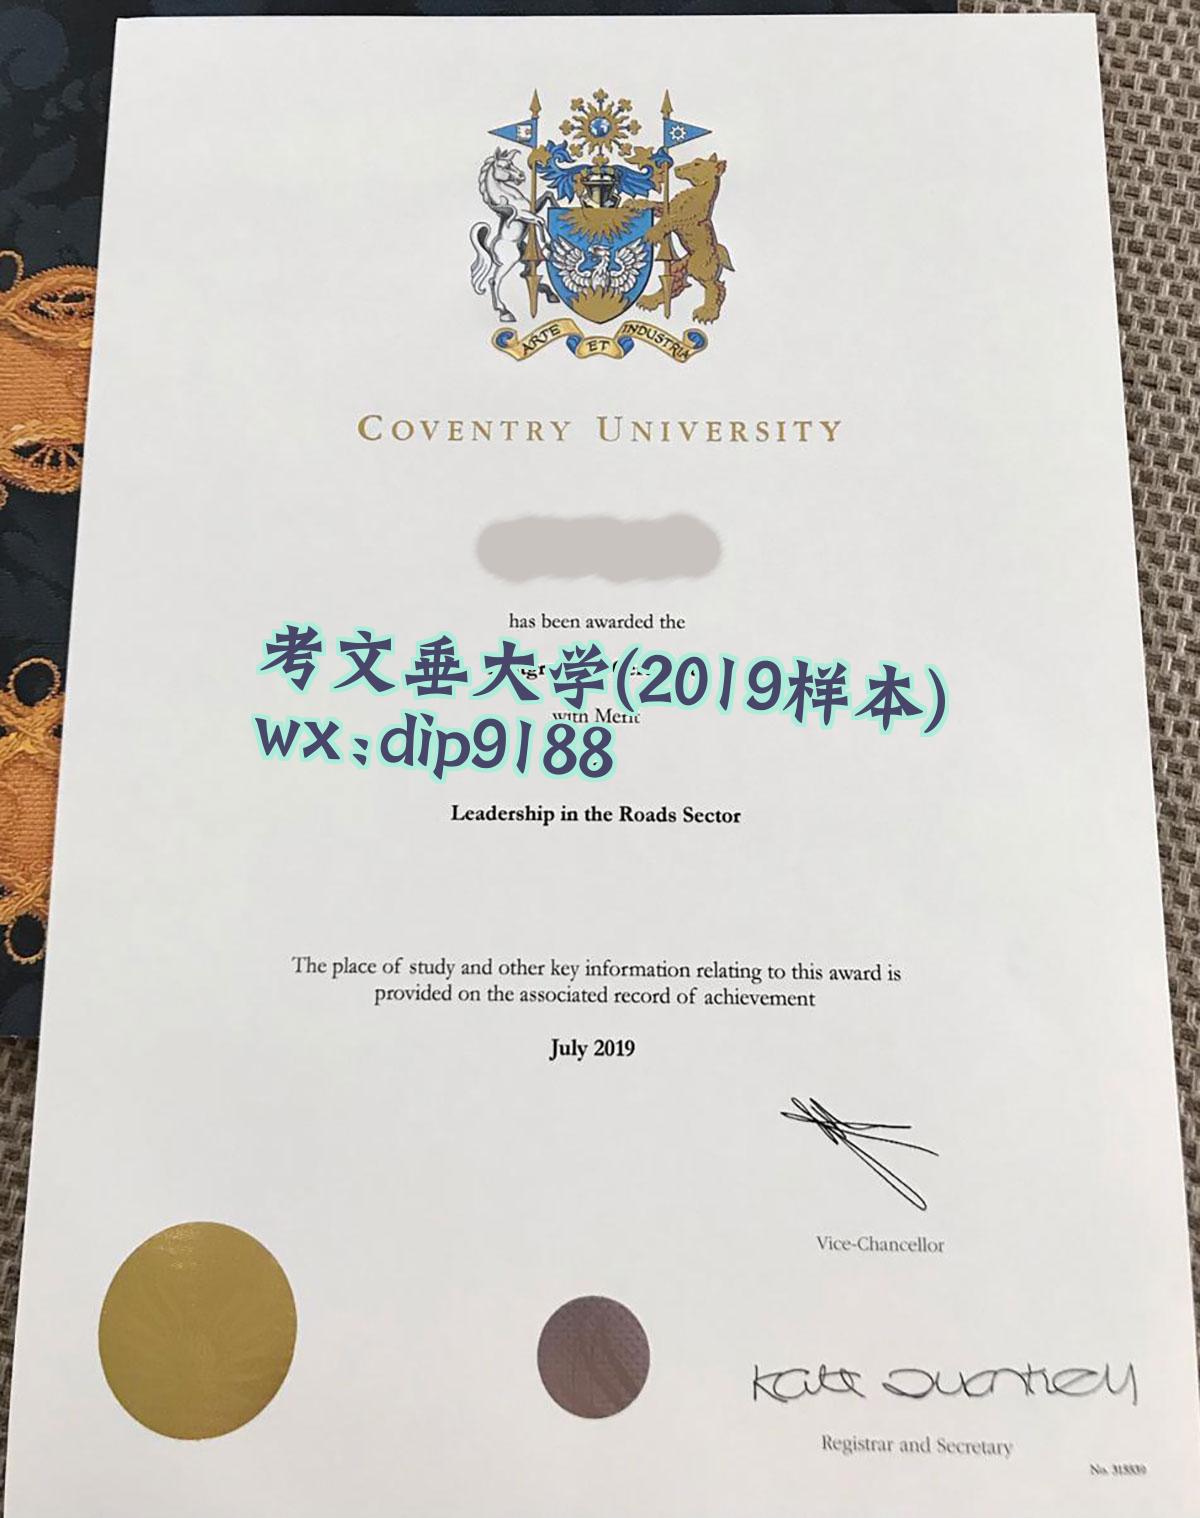 ARTE ET INDUSTRIA
COVENTRY UNIVERSITY
has been awarded the
考文垂大学(2019样本)
with Merit
wx:dip9188
Leadership in the Roads Sector
The place of study and other key information relating to this award is
provided on the associated record of achievement
July 2019
Vice-Chancellor
Registrar and Secretary